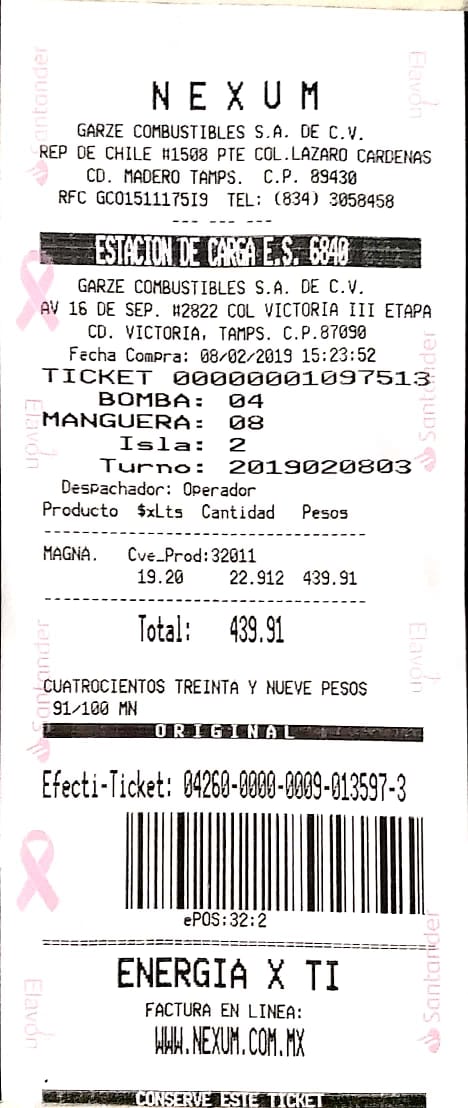 NEXUM
GARZE COMBUSTIBLES S.A. DE C.V.
REP DE CHILE #1508 PTE COL.LAZARO CARDENAS
CD. MADERO TAMPS. C.P. 89430
RFC GCO1511175I9 TEL: (834) 3058458
--- --- ---
ESTACION DE CARGA E.S. 6840
GARZE COMBUSTIBLES S.A. DE C.V.
AV 16 DE SEP. #2822 COL VICTORIA III ETAPA
CD. VICTORIA, TAMPS. C.P.87090
Fecha Compra: 08/02/2019 15:23:52
TICKET 00000001097513
BOMBA: 04
MANGUERA: 08
Isla: 2
Turno: 2019020803
Despachador: Operador
Producto $xLts Cantidad Pesos
MAGNA. Cve_Prod:32011
19.20 22.912 439.91
Total: 439.91
CUATROCIENTOS TREINTA Y NUEVE PESOS
91/100 MN
ORIGINAL
Efecti-Ticket: 04260-0000-0009-013597-3
ePOS:32:2
ENERGIA X TI
FACTURA EN LINEA:
WWW.NEXUM.COM.MX
CONSERVE ESTE TICKET
Santander
Elavon
Santander
Elavon
Santander
Elavon
Santander
Elavon